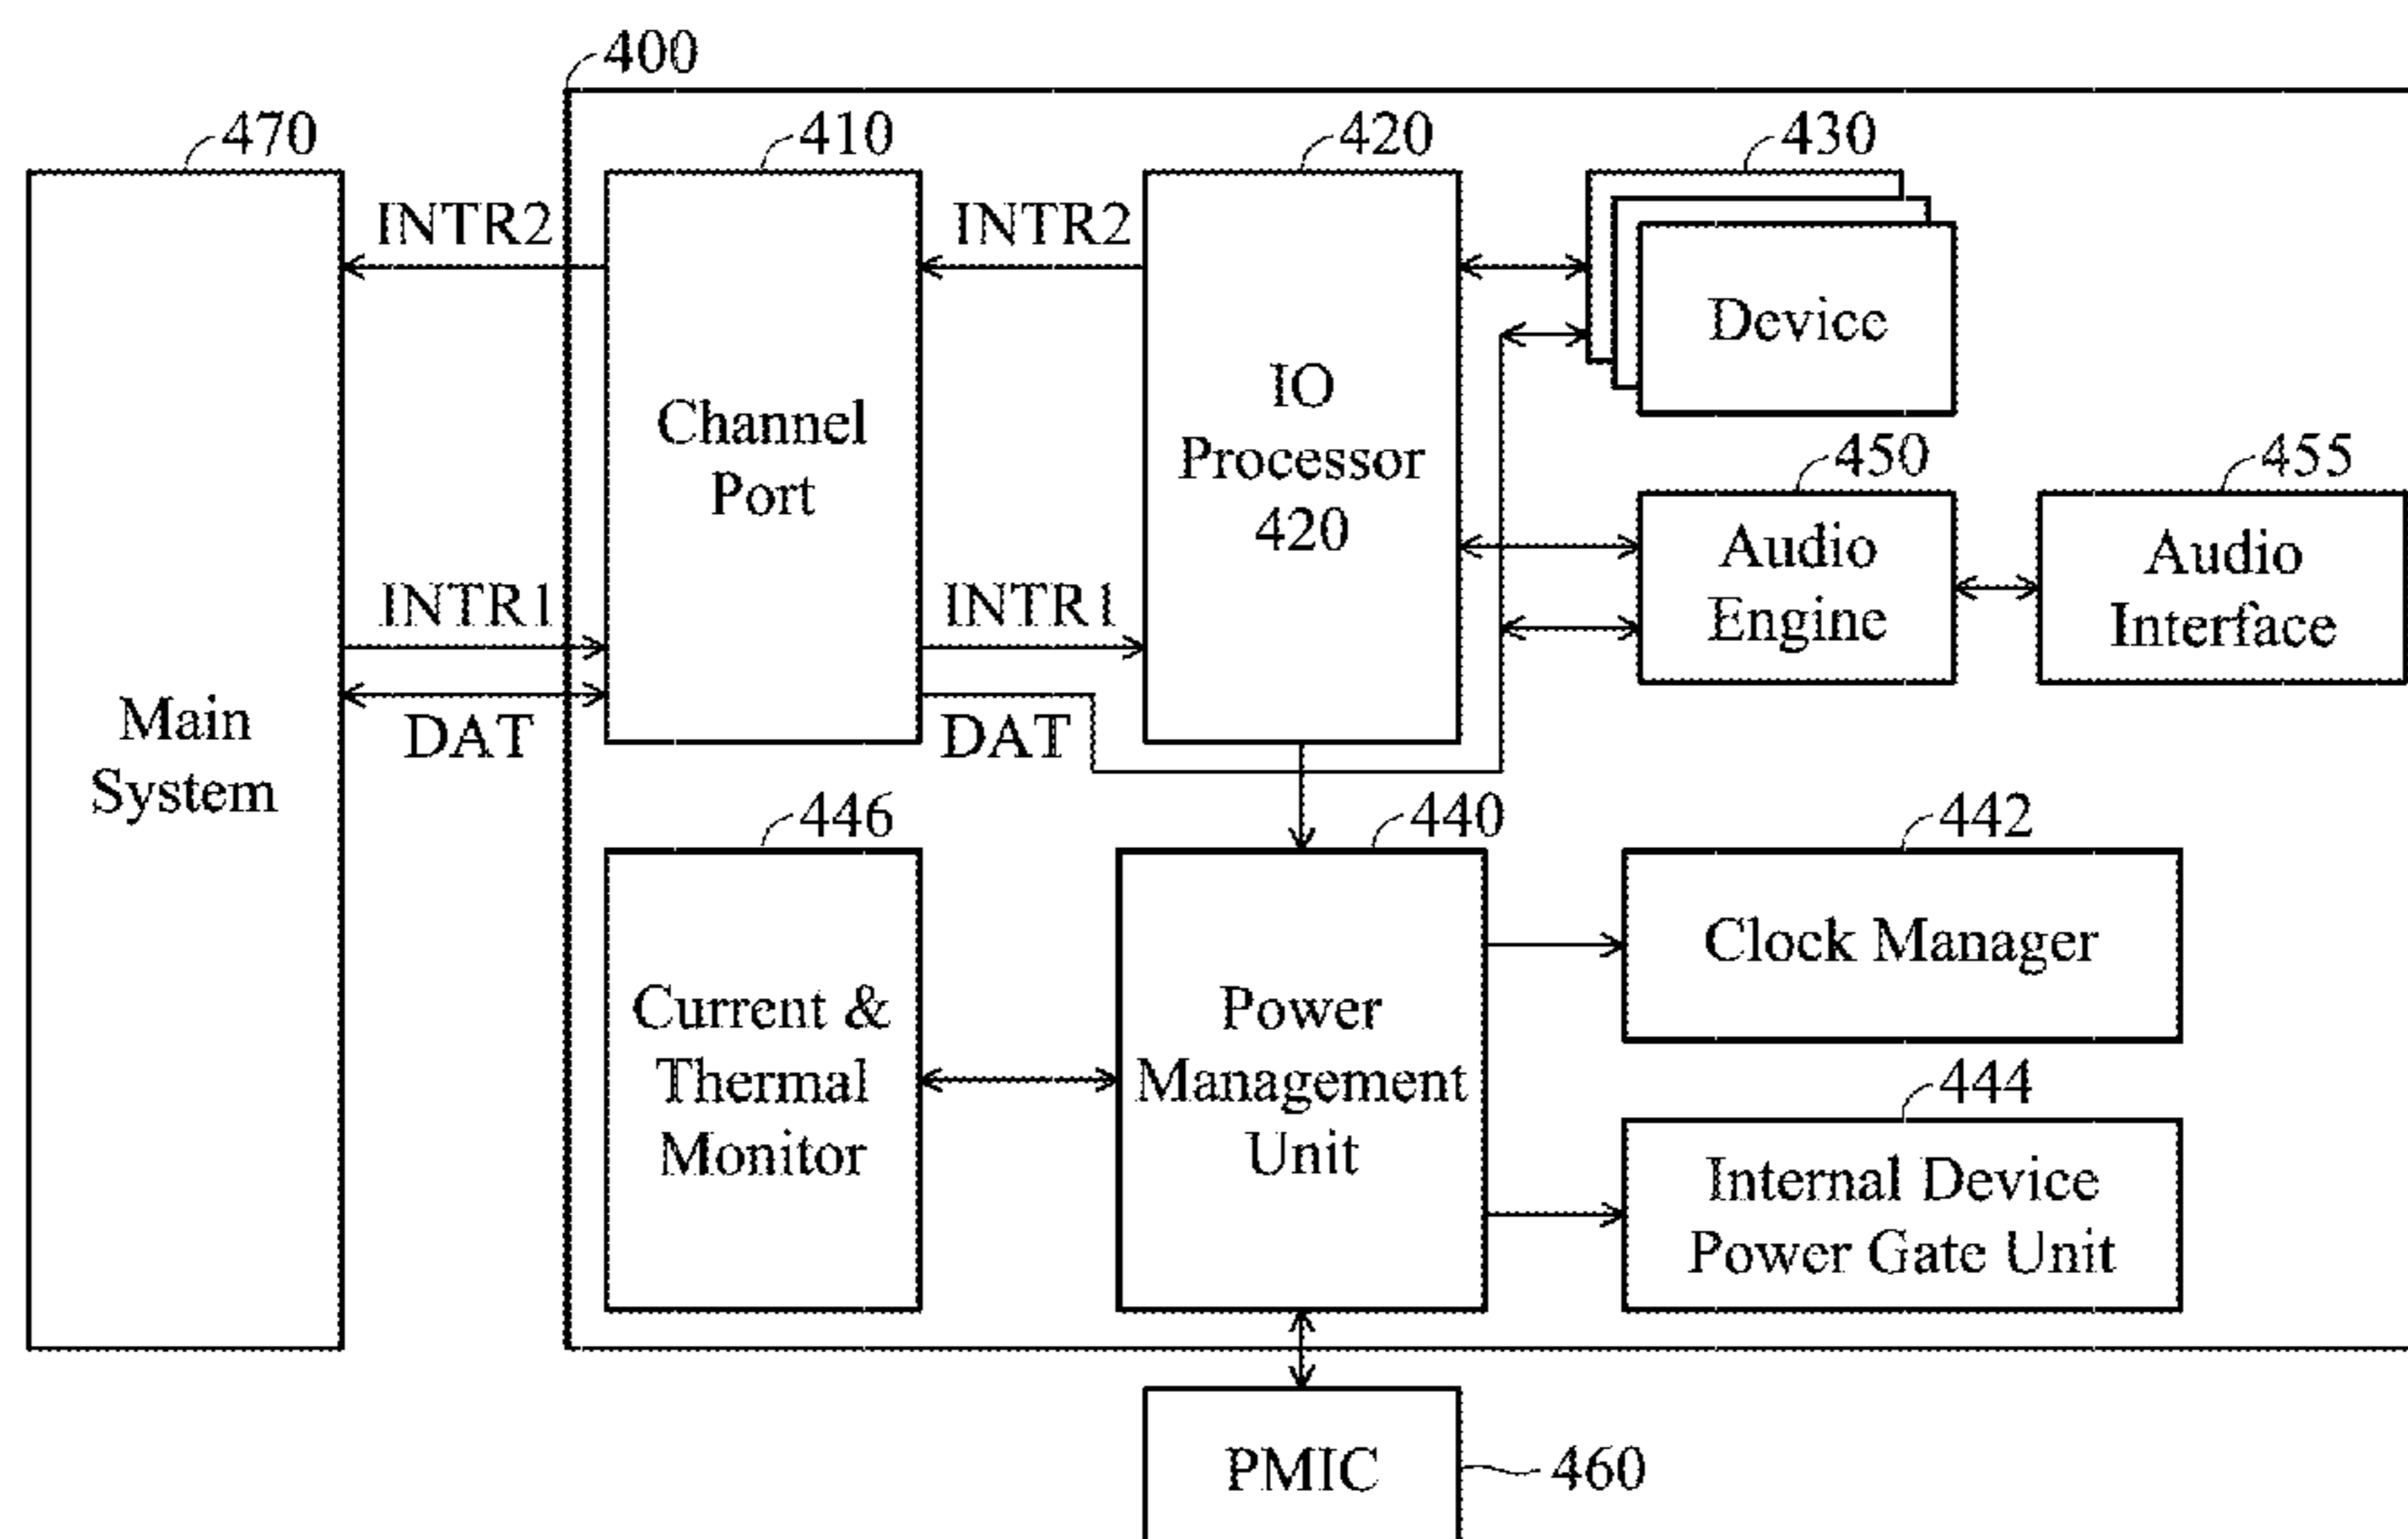 400
470
410
420
430
INTR2
INTR2
Device
IO
Processor
420
Channel
Port
450
455
Audio
Engine
Audio
Interface
INTR1
INTR1
DAT
DAT
Main
System
446
440
442
Clock Manager
Current &
Thermal
Monitor
Power
Management
Unit
444
Internal Device
Power Gate Unit
PMIC
460